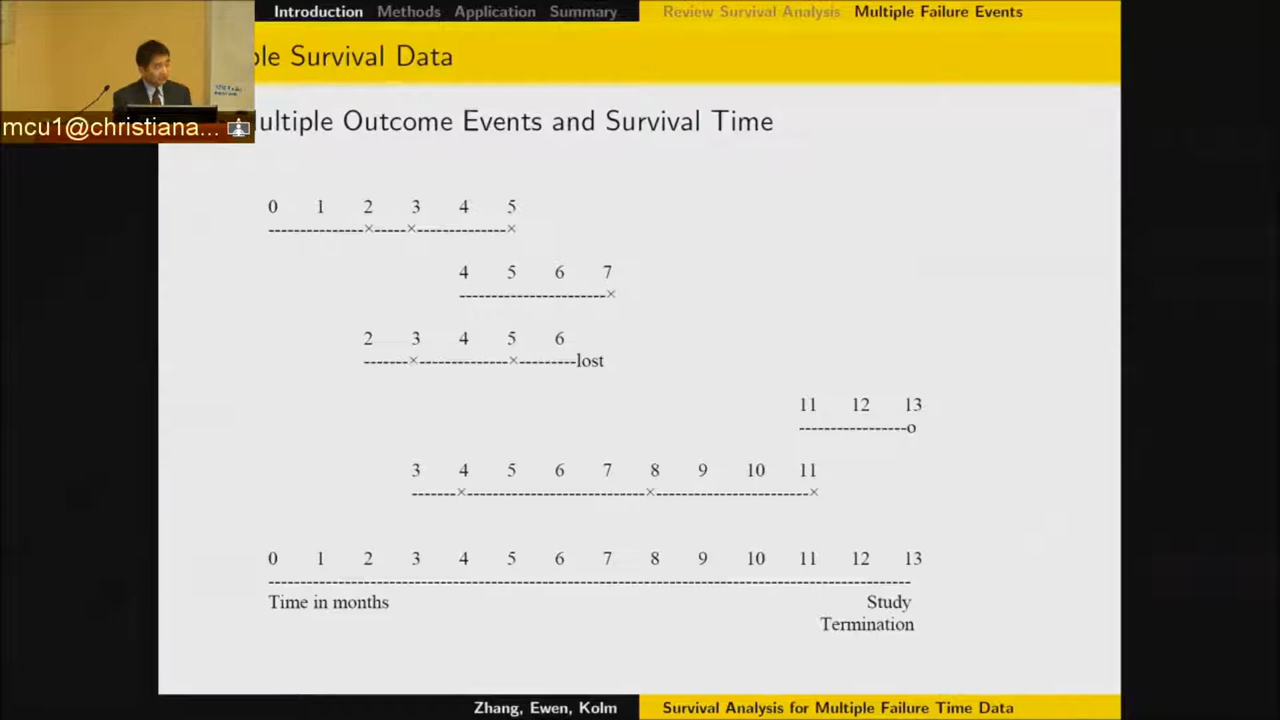 Introduction Methods Application Summary
Review Survival Analysis Multiple Failure Events
ple Survival Data
mcu1@christiana...
ultiple Outcome Events and Survival Time
0 1 2 3 4 5
---------------×-----×--------------×
4 5 6 7
-----------------------×
2 3 4 5 6
-------×--------------×---------lost
11 12 13
-----------------o
3 4 5 6 7 8 9 10 11
-------×----------------------------×------------------------×
0 1 2 3 4 5 6 7 8 9 10 11 12 13
Time in months
Study
Termination
Zhang, Ewen, Kolm
Survival Analysis for Multiple Failure Time Data